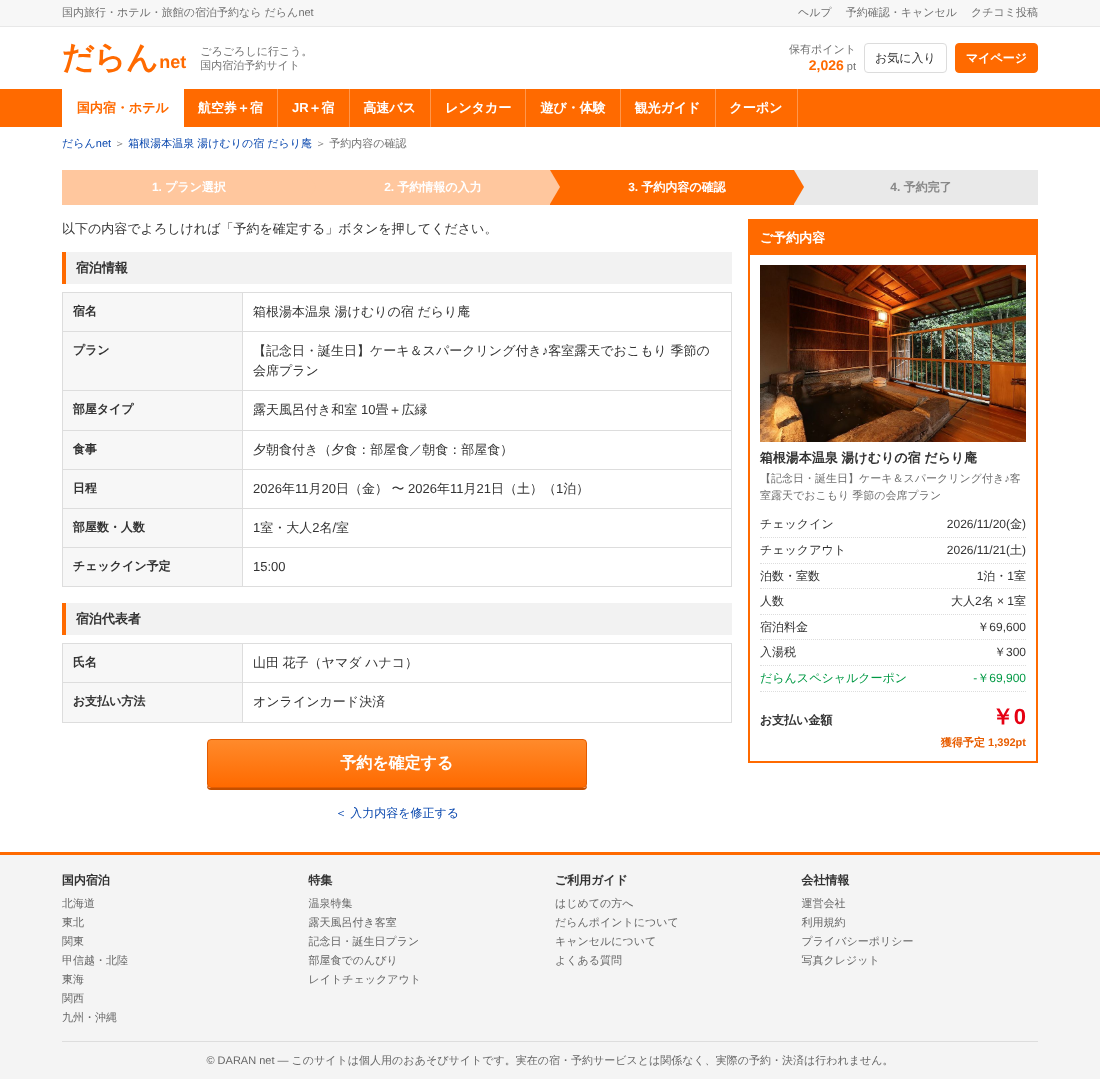 国内旅行・ホテル・旅館の宿泊予約なら だらんnet
ヘルプ 予約確認・キャンセル クチコミ投稿
だらんnet
ごろごろしに行こう。
国内宿泊予約サイト
保有ポイント
2,026 pt
お気に入り
マイページ
国内宿・ホテル 航空券＋宿 JR＋宿 高速バス レンタカー 遊び・体験 観光ガイド クーポン
だらんnet ＞ 箱根湯本温泉 湯けむりの宿 だらり庵 ＞ 予約内容の確認
1. プラン選択 2. 予約情報の入力 3. 予約内容の確認 4. 予約完了
以下の内容でよろしければ「予約を確定する」ボタンを押してください。
宿泊情報
宿名 箱根湯本温泉 湯けむりの宿 だらり庵
プラン 【記念日・誕生日】ケーキ＆スパークリング付き♪客室露天でおこもり 季節の
会席プラン
部屋タイプ 露天風呂付き和室 10畳＋広縁
食事 夕朝食付き（夕食：部屋食／朝食：部屋食）
日程 2026年11月20日（金） 〜 2026年11月21日（土）（1泊）
部屋数・人数 1室・大人2名/室
チェックイン予定 15:00
宿泊代表者
氏名 山田 花子（ヤマダ ハナコ）
お支払い方法 オンラインカード決済
予約を確定する
＜ 入力内容を修正する
ご予約内容
箱根湯本温泉 湯けむりの宿 だらり庵
【記念日・誕生日】ケーキ＆スパークリング付き♪客
室露天でおこもり 季節の会席プラン
チェックイン 2026/11/20(金)
チェックアウト 2026/11/21(土)
泊数・室数 1泊・1室
人数 大人2名 × 1室
宿泊料金 ￥69,600
入湯税 ￥300
だらんスペシャルクーポン -￥69,900
お支払い金額 ￥0
獲得予定 1,392pt
国内宿泊
北海道
東北
関東
甲信越・北陸
東海
関西
九州・沖縄
特集
温泉特集
露天風呂付き客室
記念日・誕生日プラン
部屋食でのんびり
レイトチェックアウト
ご利用ガイド
はじめての方へ
だらんポイントについて
キャンセルについて
よくある質問
会社情報
運営会社
利用規約
プライバシーポリシー
写真クレジット
© DARAN net — このサイトは個人用のおあそびサイトです。実在の宿・予約サービスとは関係なく、実際の予約・決済は行われません。